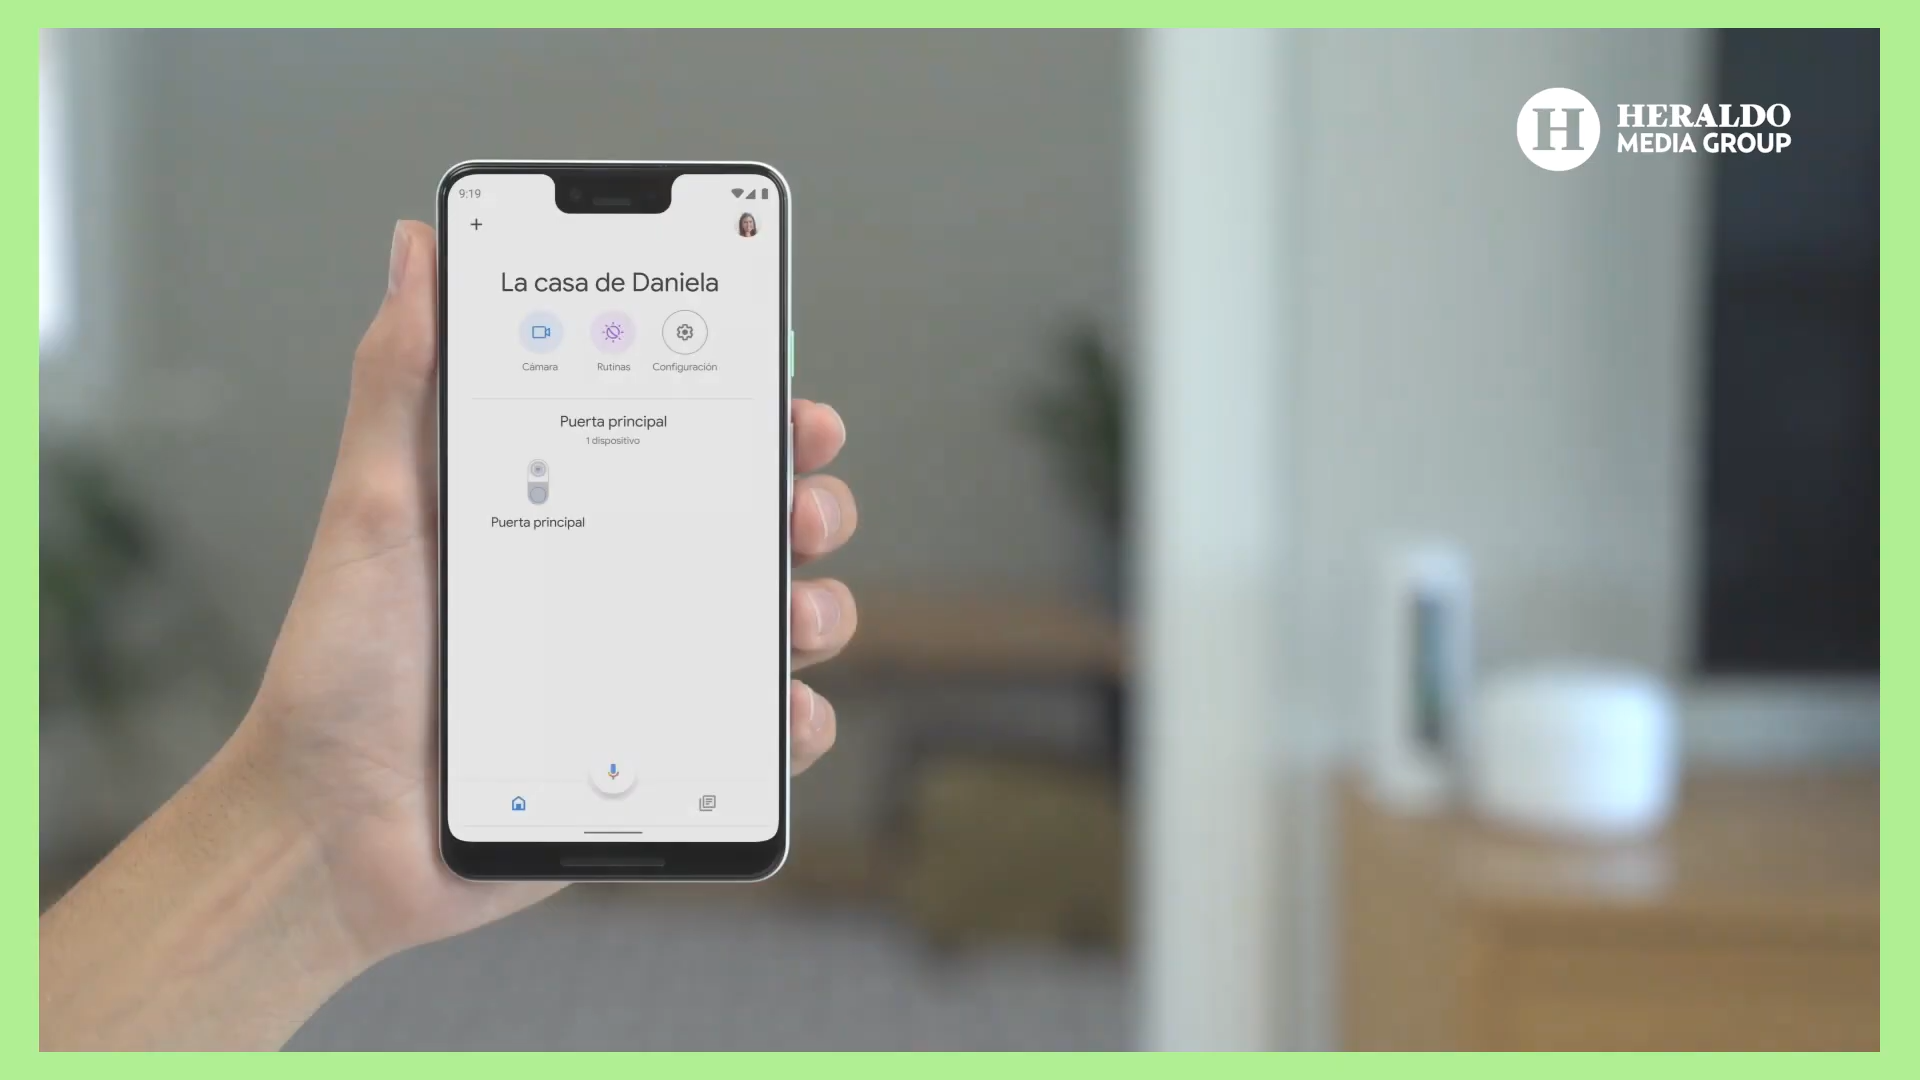 H
HERALDO
MEDIA GROUP
9:19
La casa de Daniela
Cámara
Rutinas
Configuración
Puerta principal
1 dispositivo
Puerta principal